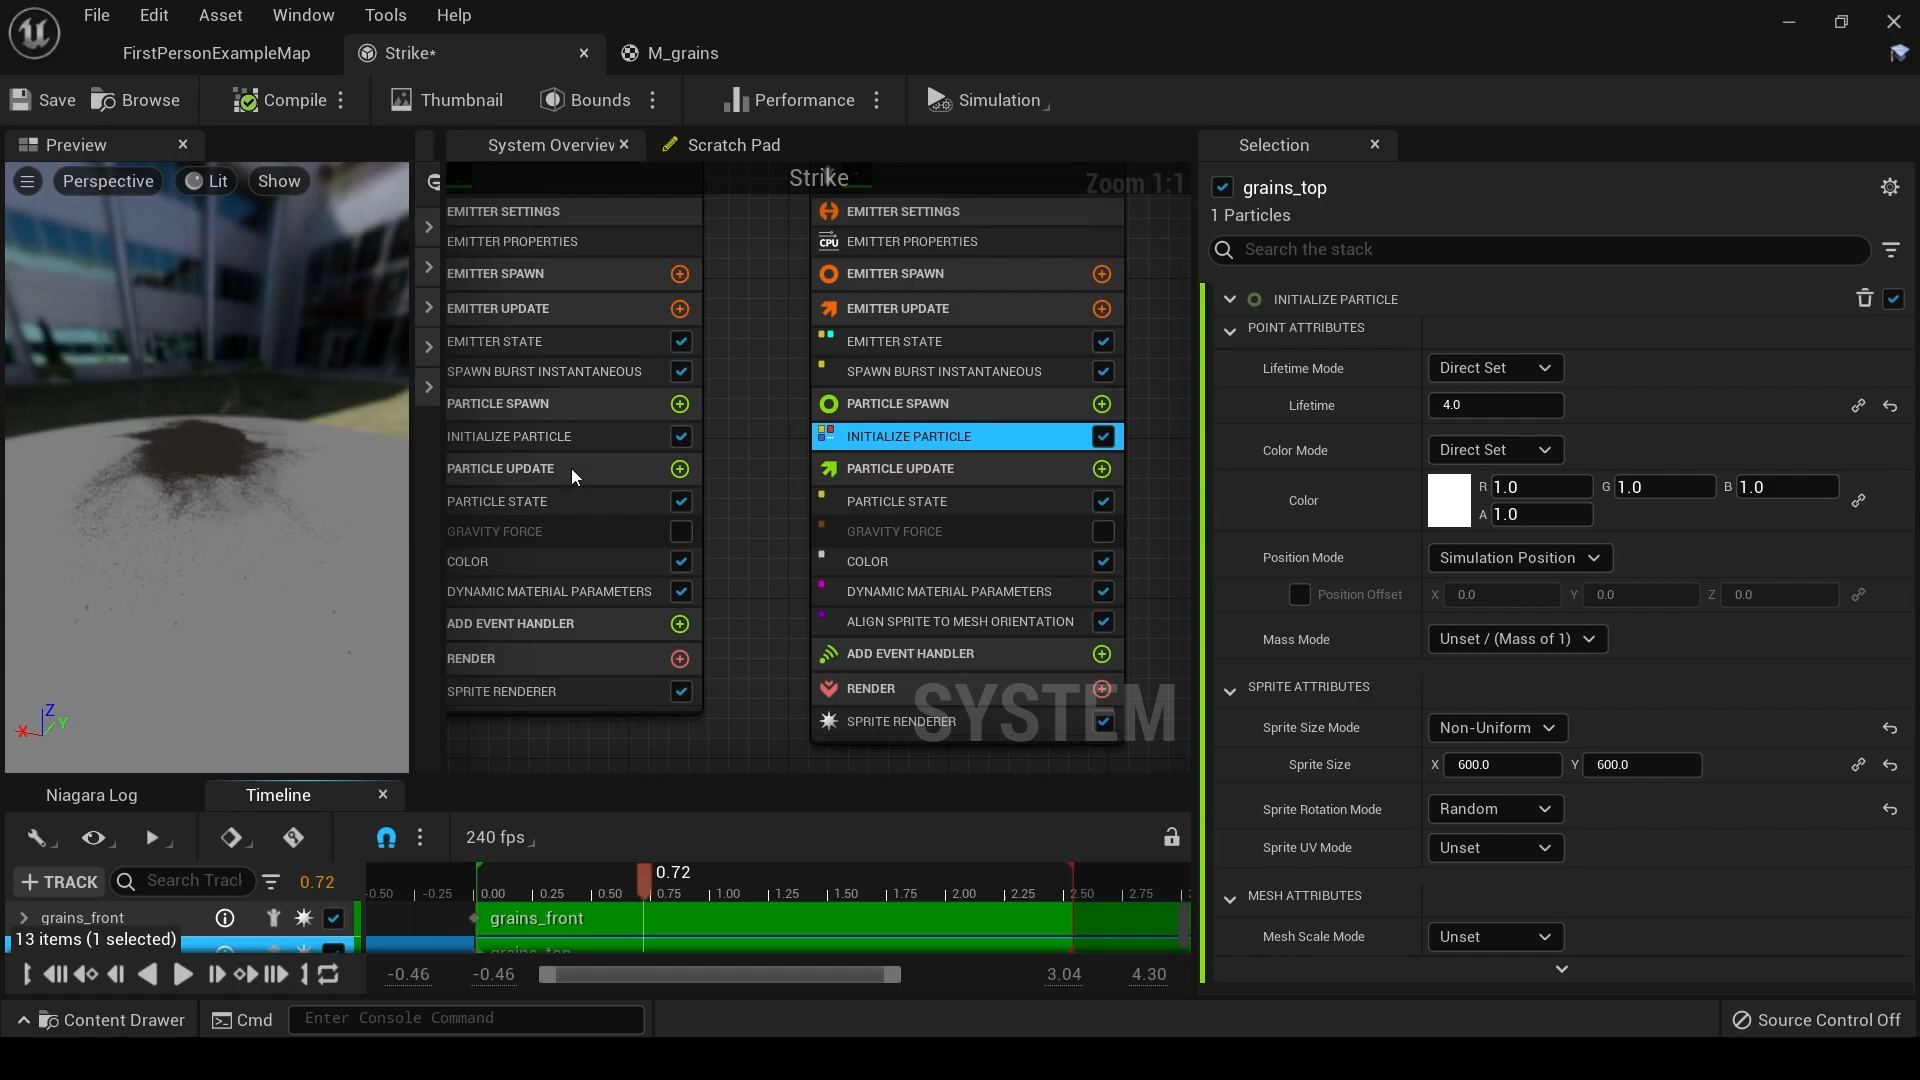 File Edit Asset Window Tools Help
FirstPersonExampleMap Strike* M_grains
Save Browse Compile Thumbnail Bounds Performance Simulation
Preview System Overview Scratch Pad Selection
Perspective Lit Show
Strike Zoom 1:1
grains_top
1 Particles
Search the stack
EMITTER SETTINGS
EMITTER PROPERTIES
EMITTER SPAWN
EMITTER UPDATE
EMITTER STATE
SPAWN BURST INSTANTANEOUS
PARTICLE SPAWN
INITIALIZE PARTICLE
PARTICLE UPDATE
PARTICLE STATE
GRAVITY FORCE
COLOR
DYNAMIC MATERIAL PARAMETERS
ADD EVENT HANDLER
RENDER
SPRITE RENDERER
EMITTER SETTINGS
CPU EMITTER PROPERTIES
EMITTER SPAWN
EMITTER UPDATE
EMITTER STATE
SPAWN BURST INSTANTANEOUS
PARTICLE SPAWN
INITIALIZE PARTICLE
PARTICLE UPDATE
PARTICLE STATE
GRAVITY FORCE
COLOR
DYNAMIC MATERIAL PARAMETERS
ALIGN SPRITE TO MESH ORIENTATION
ADD EVENT HANDLER
RENDER
SPRITE RENDERER
SYSTEM
INITIALIZE PARTICLE
POINT ATTRIBUTES
Lifetime Mode Direct Set
Lifetime 4.0
Color Mode Direct Set
Color R 1.0 G 1.0 B 1.0
A 1.0
Position Mode Simulation Position
Position Offset X 0.0 Y 0.0 Z 0.0
Mass Mode Unset / (Mass of 1)
SPRITE ATTRIBUTES
Sprite Size Mode Non-Uniform
Sprite Size X 600.0 Y 600.0
Sprite Rotation Mode Random
Sprite UV Mode Unset
MESH ATTRIBUTES
Mesh Scale Mode Unset
Z
X Y
Niagara Log Timeline
240 fps
TRACK Search Track 0.72
0.72
-0.50 -0.25 0.00 0.25 0.50 0.75 1.00 1.25 1.50 1.75 2.00 2.25 2.50 2.75
grains_front grains_front
13 items (1 selected) grains_top
-0.46 -0.46 3.04 4.30
Content Drawer Cmd Enter Console Command Source Control Off